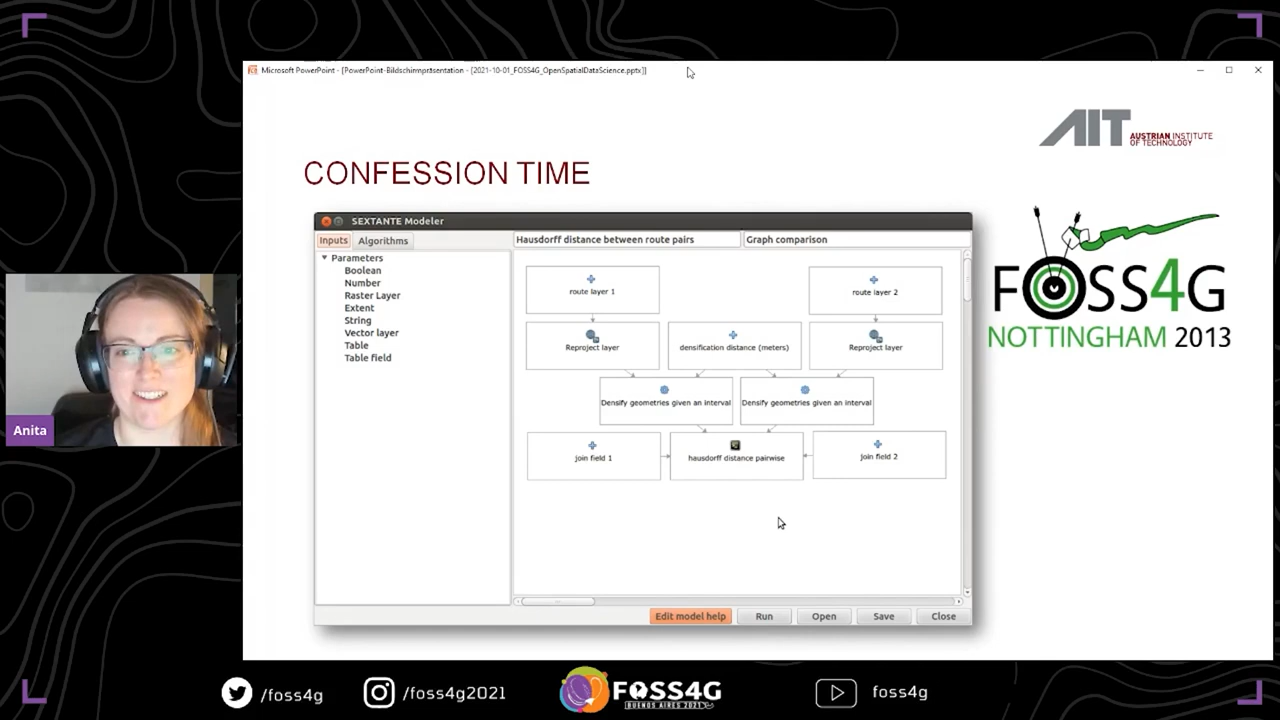 Microsoft PowerPoint - [PowerPoint-Bildschirmpräsentation - [2021-10-01_FOSS4G_OpenSpatialDataScience.pptx]]
AIT AUSTRIAN INSTITUTE
OF TECHNOLOGY
CONFESSION TIME
SEXTANTE Modeler
Inputs Algorithms
Hausdorff distance between route pairs
Graph comparison
Parameters
Boolean
Number
Raster Layer
Extent
String
Vector layer
Table
Table field
route layer 1
route layer 2
Reproject layer
densification distance (meters)
Reproject layer
Densify geometries given an interval
Densify geometries given an interval
join field 1
hausdorff distance pairwise
join field 2
Edit model help
Run
Open
Save
Close
FOSS4G
NOTTINGHAM 2013
Anita
/foss4g
/foss4g2021
FOSS4G
BUENOS AIRES 2021
foss4g